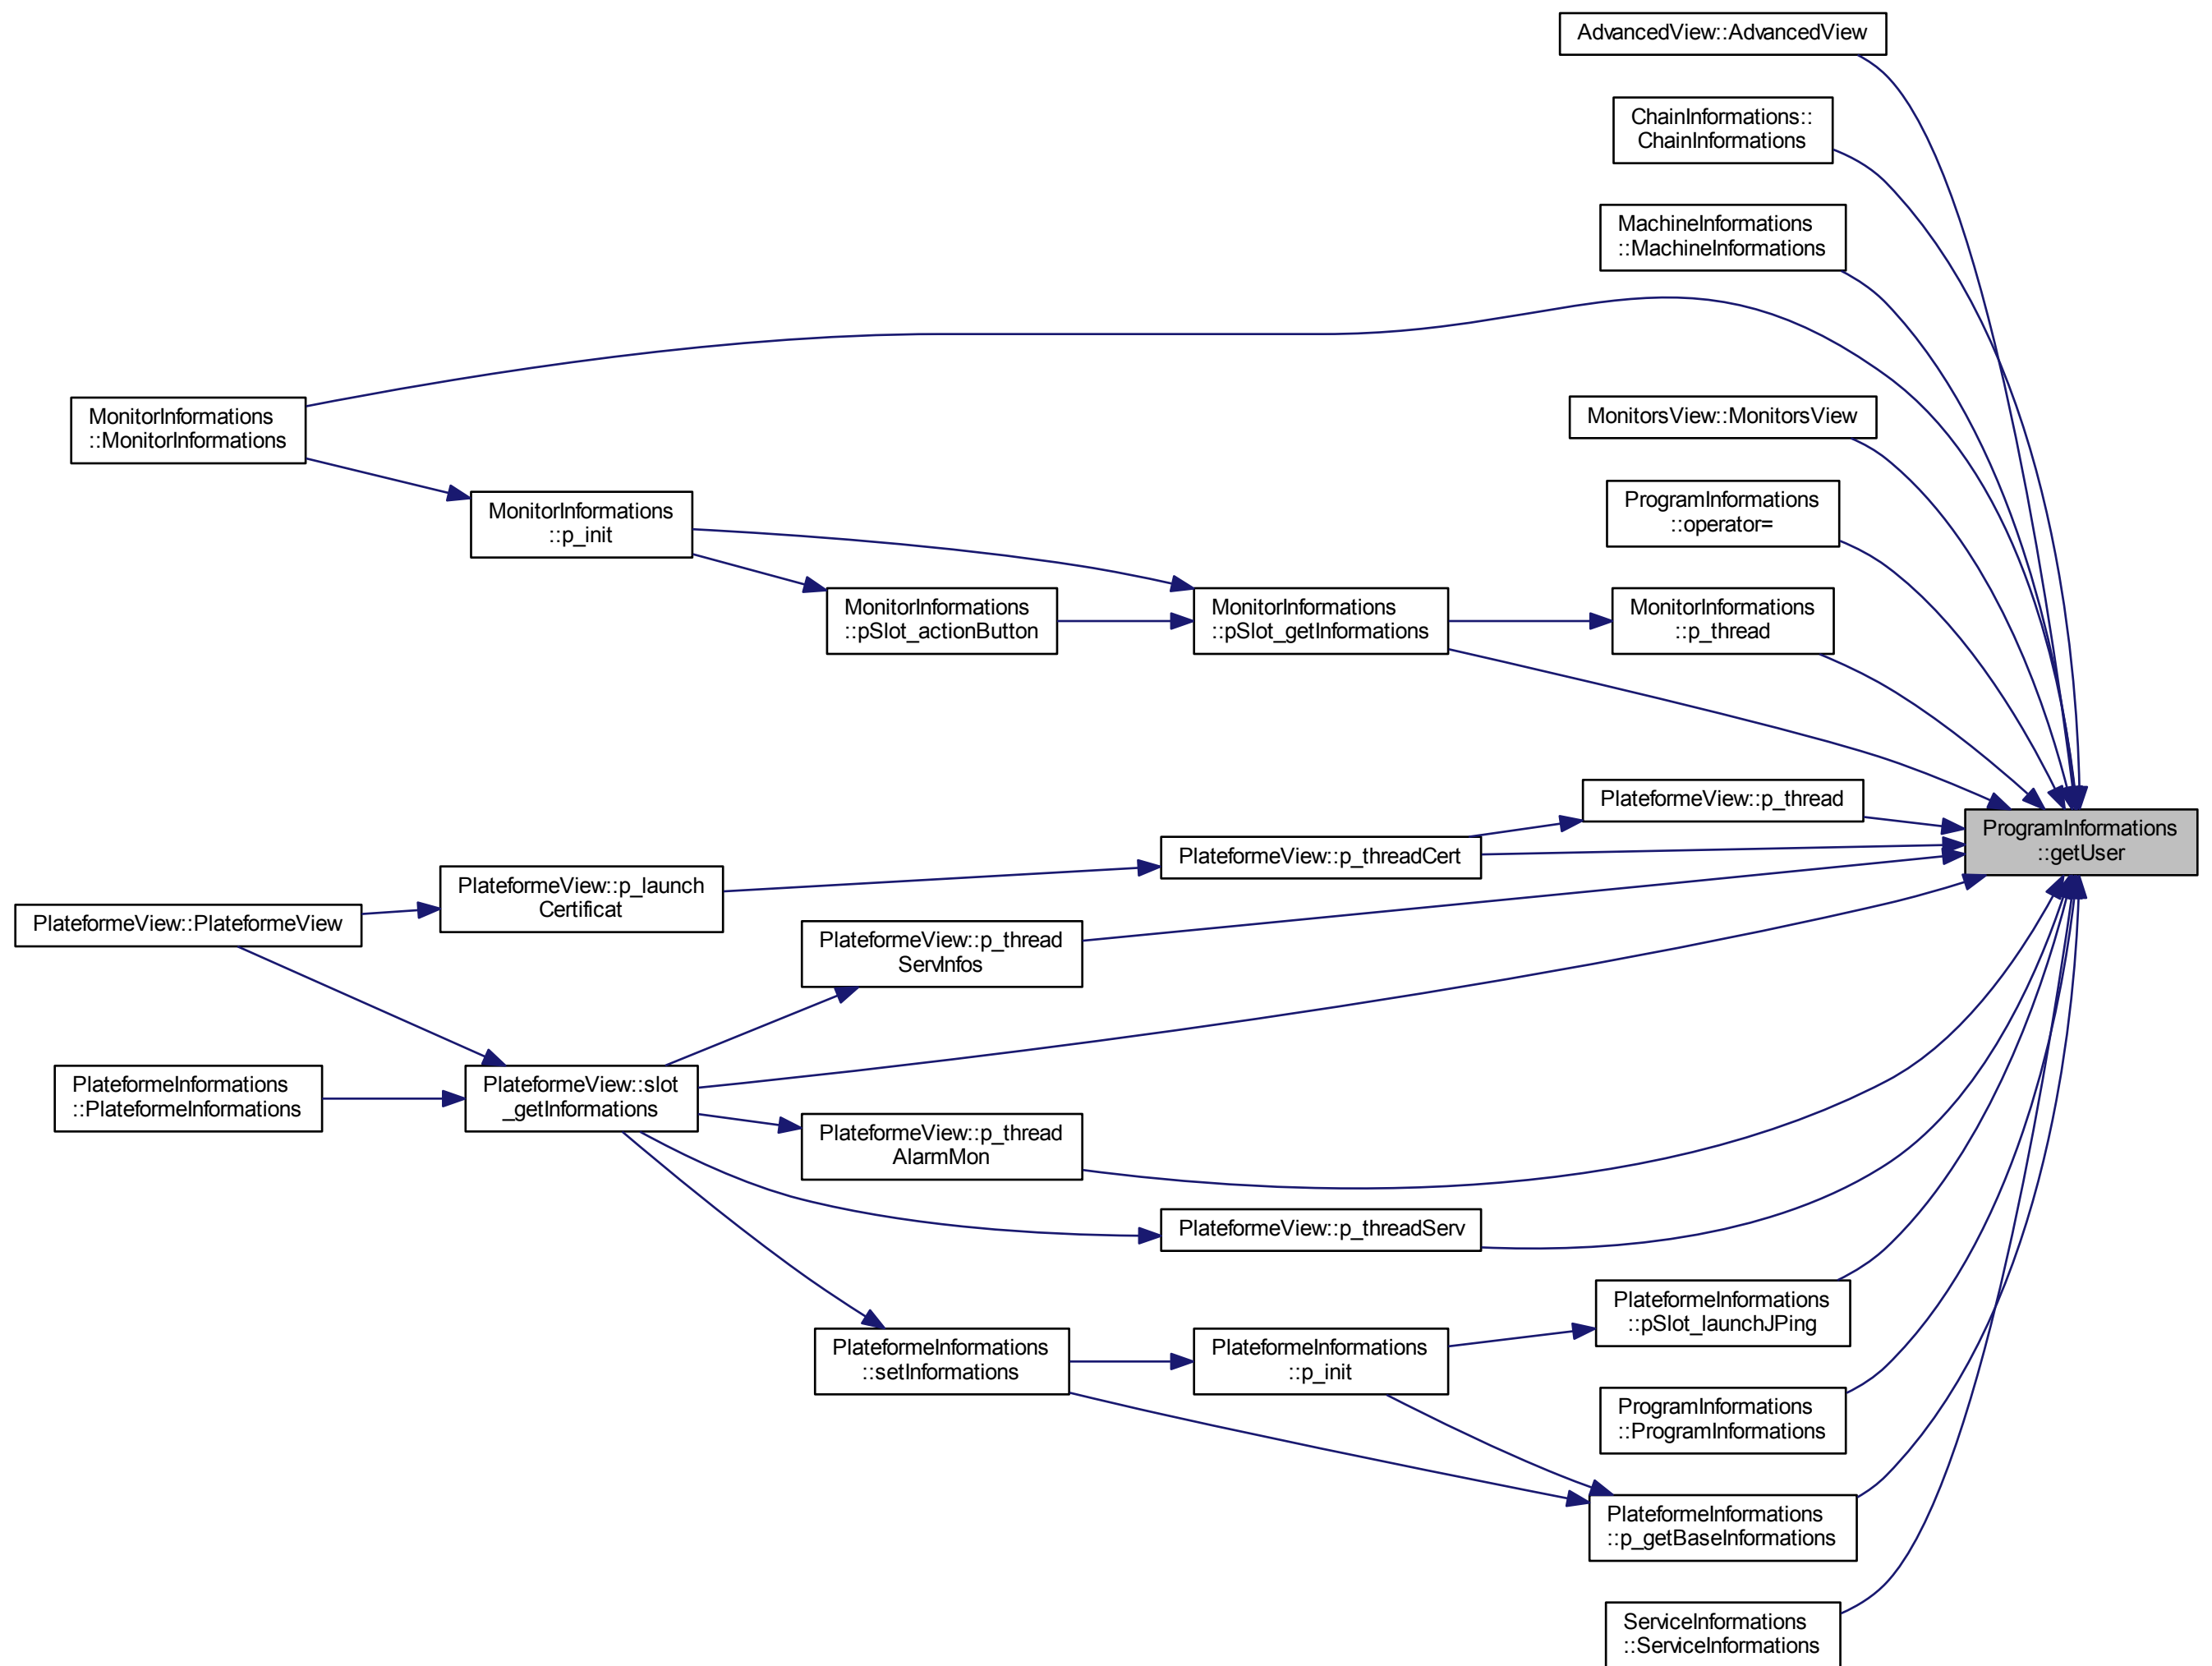 AdvancedView::AdvancedView
ChainInformations::
ChainInformations
MachineInformations
::MachineInformations
MonitorInformations
::MonitorInformations
MonitorsView::MonitorsView
MonitorInformations
::p_init
ProgramInformations
::operator=
MonitorInformations
::pSlot_actionButton
MonitorInformations
::pSlot_getInformations
MonitorInformations
::p_thread
PlateformeView::p_thread
ProgramInformations
::getUser
PlateformeView::p_threadCert
PlateformeView::p_launch
Certificat
PlateformeView::PlateformeView
PlateformeView::p_thread
ServInfos
PlateformeInformations
::PlateformeInformations
PlateformeView::slot
_getInformations
PlateformeView::p_thread
AlarmMon
PlateformeView::p_threadServ
PlateformeInformations
::pSlot_launchJPing
PlateformeInformations
::setInformations
PlateformeInformations
::p_init
ProgramInformations
::ProgramInformations
PlateformeInformations
::p_getBaseInformations
ServiceInformations
::ServiceInformations